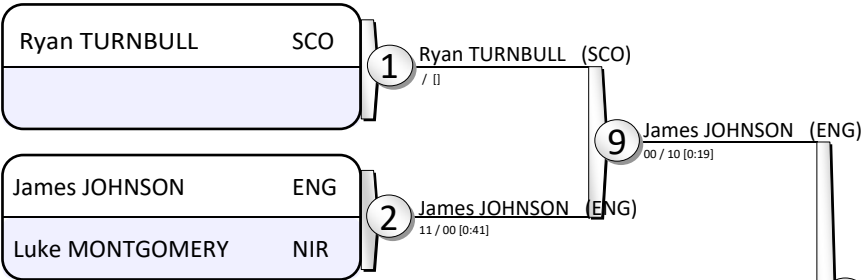 Ryan TURNBULL SCO
1
Ryan TURNBULL (SCO)
/ []
James JOHNSON ENG
Luke MONTGOMERY NIR
2
James JOHNSON (ENG)
11 / 00 [0:41]
9
James JOHNSON (ENG)
00 / 10 [0:19]